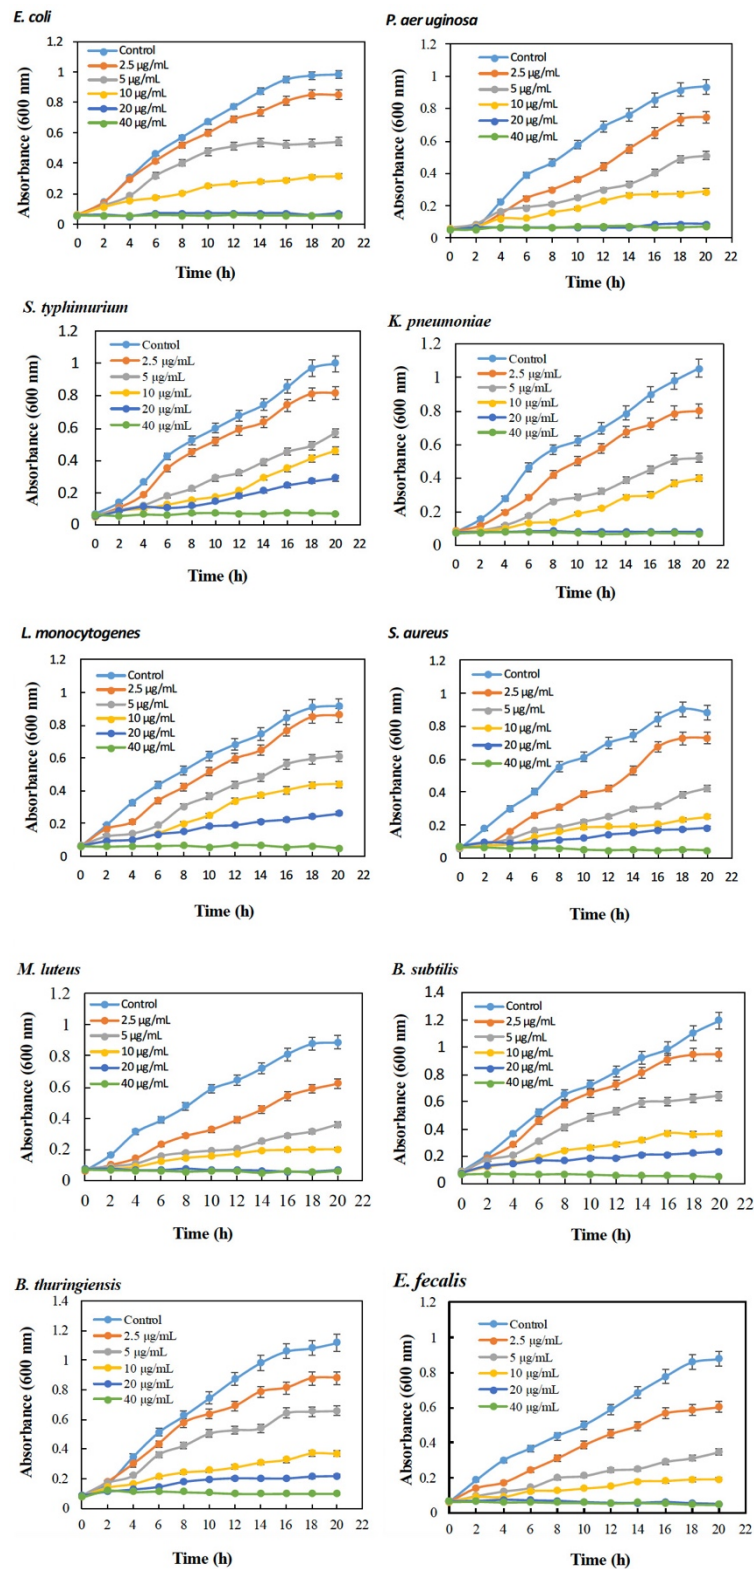 E. coli
1.2
1
0.8
0.6
0.4
0.2
0
Absorbance (600 nm)
Control
2.5 µg/mL
5 µg/mL
10 µg/mL
20 µg/mL
40 µg/mL
0 2 4 6 8 10 12 14 16 18 20 22
Time (h)
P. aer uginosa
1.2
1
0.8
0.6
0.4
0.2
0
Absorbance (600 nm)
Control
2.5 µg/mL
5 µg/mL
10 µg/mL
20 µg/mL
40 µg/mL
0 2 4 6 8 10 12 14 16 18 20 22
Time (h)
S. typhimurium
1.2
1
0.8
0.6
0.4
0.2
0
Absorbance (600 nm)
Control
2.5 µg/mL
5 µg/mL
10 µg/mL
20 µg/mL
40 µg/mL
0 2 4 6 8 10 12 14 16 18 20 22
Time (h)
K. pneumoniae
1.2
1
0.8
0.6
0.4
0.2
0
Absorbance (600 nm)
Control
2.5 µg/mL
5 µg/mL
10 µg/mL
20 µg/mL
40 µg/mL
0 2 4 6 8 10 12 14 16 18 20 22
Time (h)
L. monocytogenes
1.2
1
0.8
0.6
0.4
0.2
0
Absorbance (600 nm)
Control
2.5 µg/mL
5 µg/mL
10 µg/mL
20 µg/mL
40 µg/mL
0 2 4 6 8 10 12 14 16 18 20 22
Time (h)
S. aureus
1.2
1
0.8
0.6
0.4
0.2
0
Absorbance (600 nm)
Control
2.5 µg/mL
5 µg/mL
10 µg/mL
20 µg/mL
40 µg/mL
0 2 4 6 8 10 12 14 16 18 20 22
Time (h)
M. luteus
1.2
1
0.8
0.6
0.4
0.2
0
Absorbance (600 nm)
Control
2.5 µg/mL
5 µg/mL
10 µg/mL
20 µg/mL
40 µg/mL
0 2 4 6 8 10 12 14 16 18 20 22
Time (h)
B. subtilis
1.4
1.2
1
0.8
0.6
0.4
0.2
0
Absorbance (600 nm)
Control
2.5 µg/mL
5 µg/mL
10 µg/mL
20 µg/mL
40 µg/mL
0 2 4 6 8 10 12 14 16 18 20 22
Time (h)
B. thuringiensis
1.4
1.2
1
0.8
0.6
0.4
0.2
0
Absorbance (600 nm)
Control
2.5 µg/mL
5 µg/mL
10 µg/mL
20 µg/mL
40 µg/mL
0 2 4 6 8 10 12 14 16 18 20 22
Time (h)
E. fecalis
1.2
1
0.8
0.6
0.4
0.2
0
Absorbance (600 nm)
Control
2.5 µg/mL
5 µg/mL
10 µg/mL
20 µg/mL
40 µg/mL
0 2 4 6 8 10 12 14 16 18 20 22
Time (h)